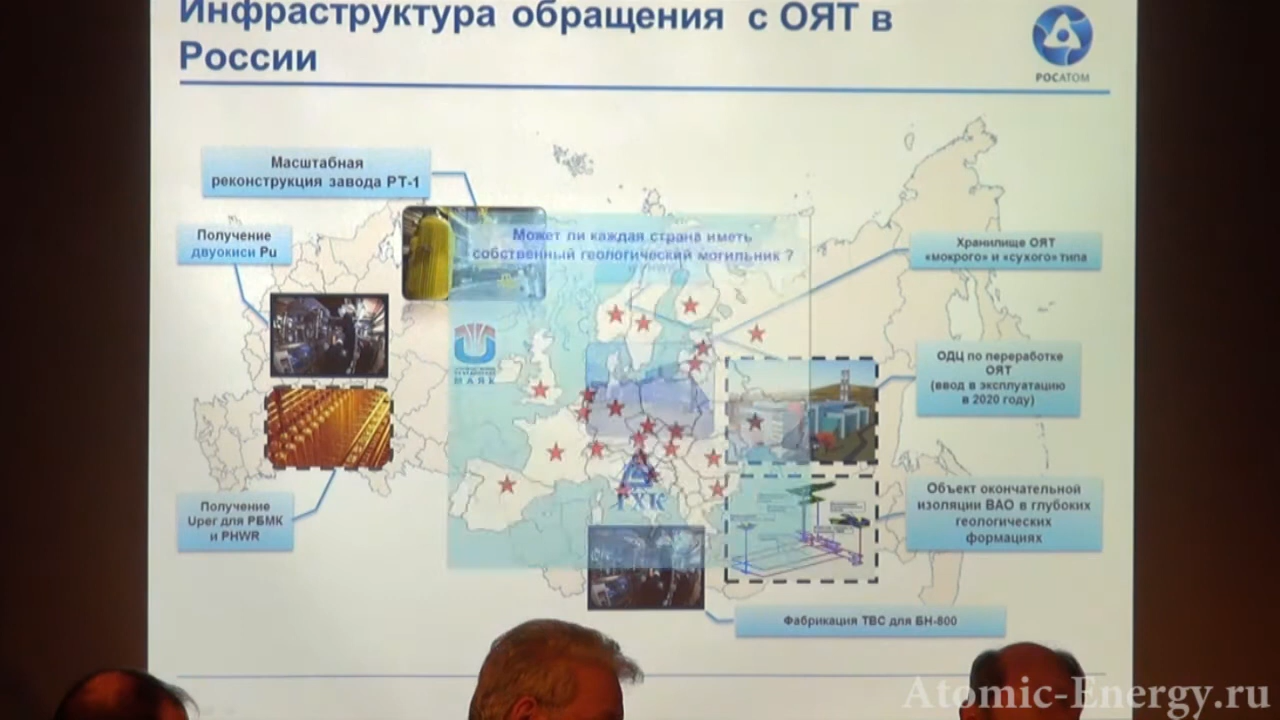 Инфраструктура обращения с ОЯТ в
России
РОСАТОМ
Масштабная
реконструкция завода РТ-1
Получение
двуокиси Pu
Может ли каждая страна иметь
собственный геологический могильник ?
Хранилище ОЯТ
«мокрого» и «сухого» типа
МАЯК
ОДЦ по переработке
ОЯТ
(ввод в эксплуатацию
в 2020 году)
ГХК
Получение
Uрег для РБМК
и PHWR
Объект окончательной
изоляции ВАО в глубоких
геологических
формациях
Фабрикация ТВС для БН-800
Atomic-Energy.ru